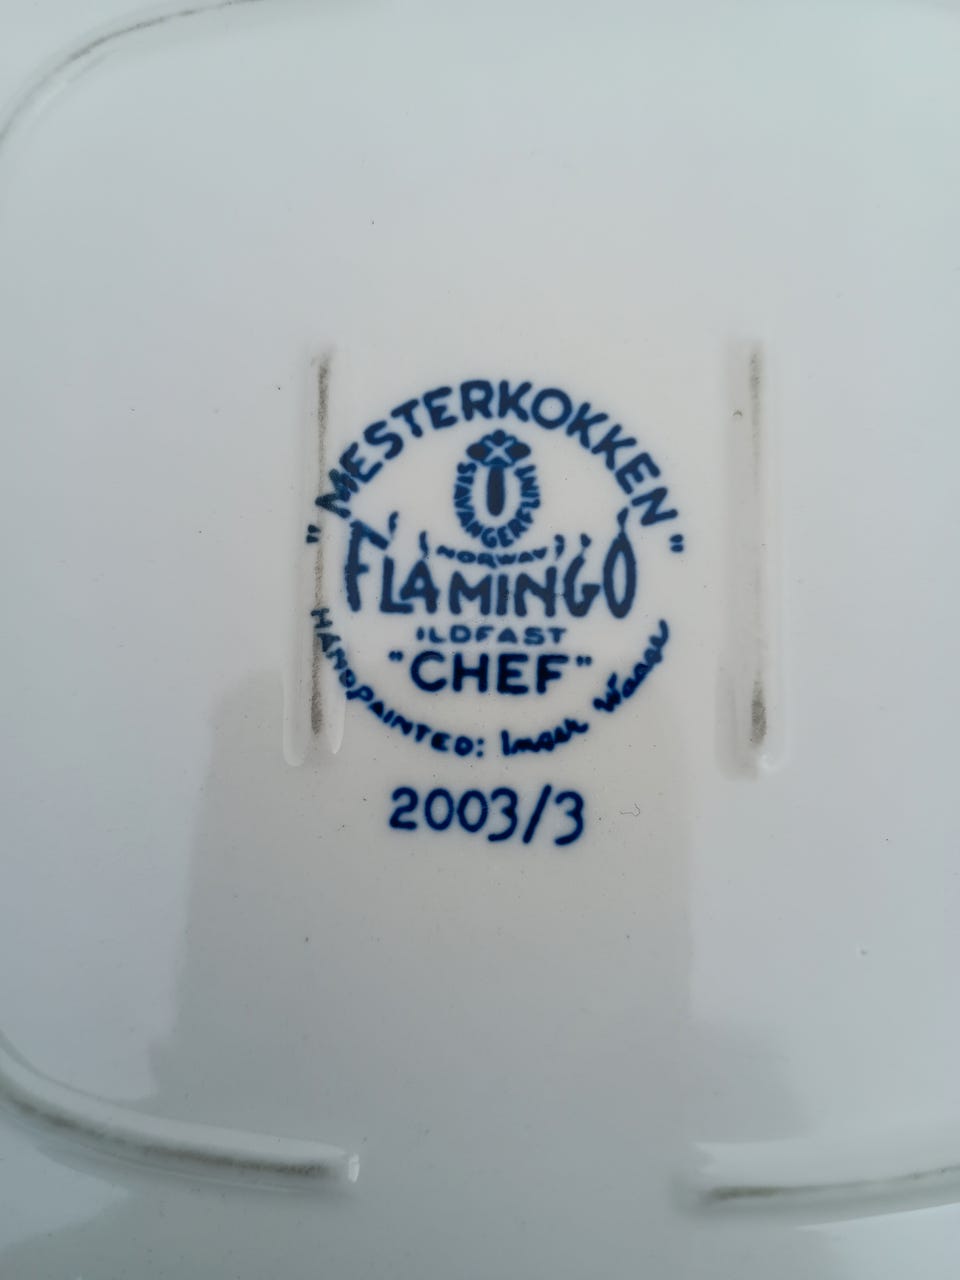 "MESTERKOKKEN"
STAVANGERFLINT
NORWAY
FLAMINGO
ILDFAST
"CHEF"
HANDPAINTED: Inger Waage
2003/3